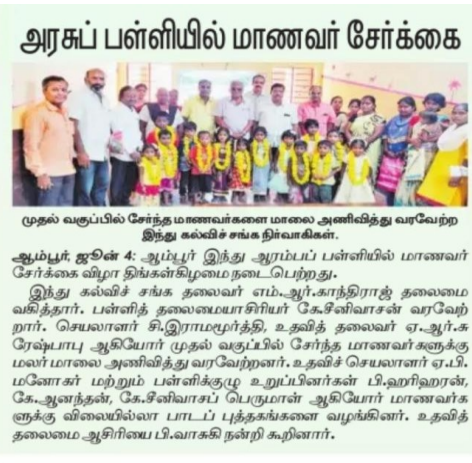 அரசுப் பள்ளியில் மாணவர் சேர்க்கை
முதல் வகுப்பில் சேர்ந்த மாணவர்களை மாலை அணிவித்து வரவேற்ற
இந்து கல்விச் சங்க நிர்வாகிகள்.
ஆம்பூர், ஜூன் 4: ஆம்பூர் இந்து ஆரம்பப் பள்ளியில் மாணவர்
சேர்க்கை விழா திங்கள்கிழமை நடைபெற்றது.
இந்து கல்விச் சங்க தலைவர் எம்.ஆர்.காந்திராஜ் தலைமை
வகித்தார். பள்ளித் தலைமையாசிரியர் கே.சீனிவாசன் வரவேற்
றார். செயலாளர் சி.இராமமூர்த்தி, உதவித் தலைவர் ஏ.ஆர்.சு
ரேஷ்பாபு ஆகியோர் முதல் வகுப்பில் சேர்ந்த மாணவர்களுக்கு
மலர் மாலை அணிவித்து வரவேற்றனர். உதவிச் செயலாளர் ஏ.பி.
மனோகர் மற்றும் பள்ளிக்குழு உறுப்பினர்கள் பி.ஹரிஹரன்,
கே.ஆனந்தன், கே.சீனிவாசப் பெருமாள் ஆகியோர் மாணவர்க
ளுக்கு விலையில்லா பாடப் புத்தகங்களை வழங்கினர். உதவித்
தலைமை ஆசிரியை பி.வாசுகி நன்றி கூறினார்.